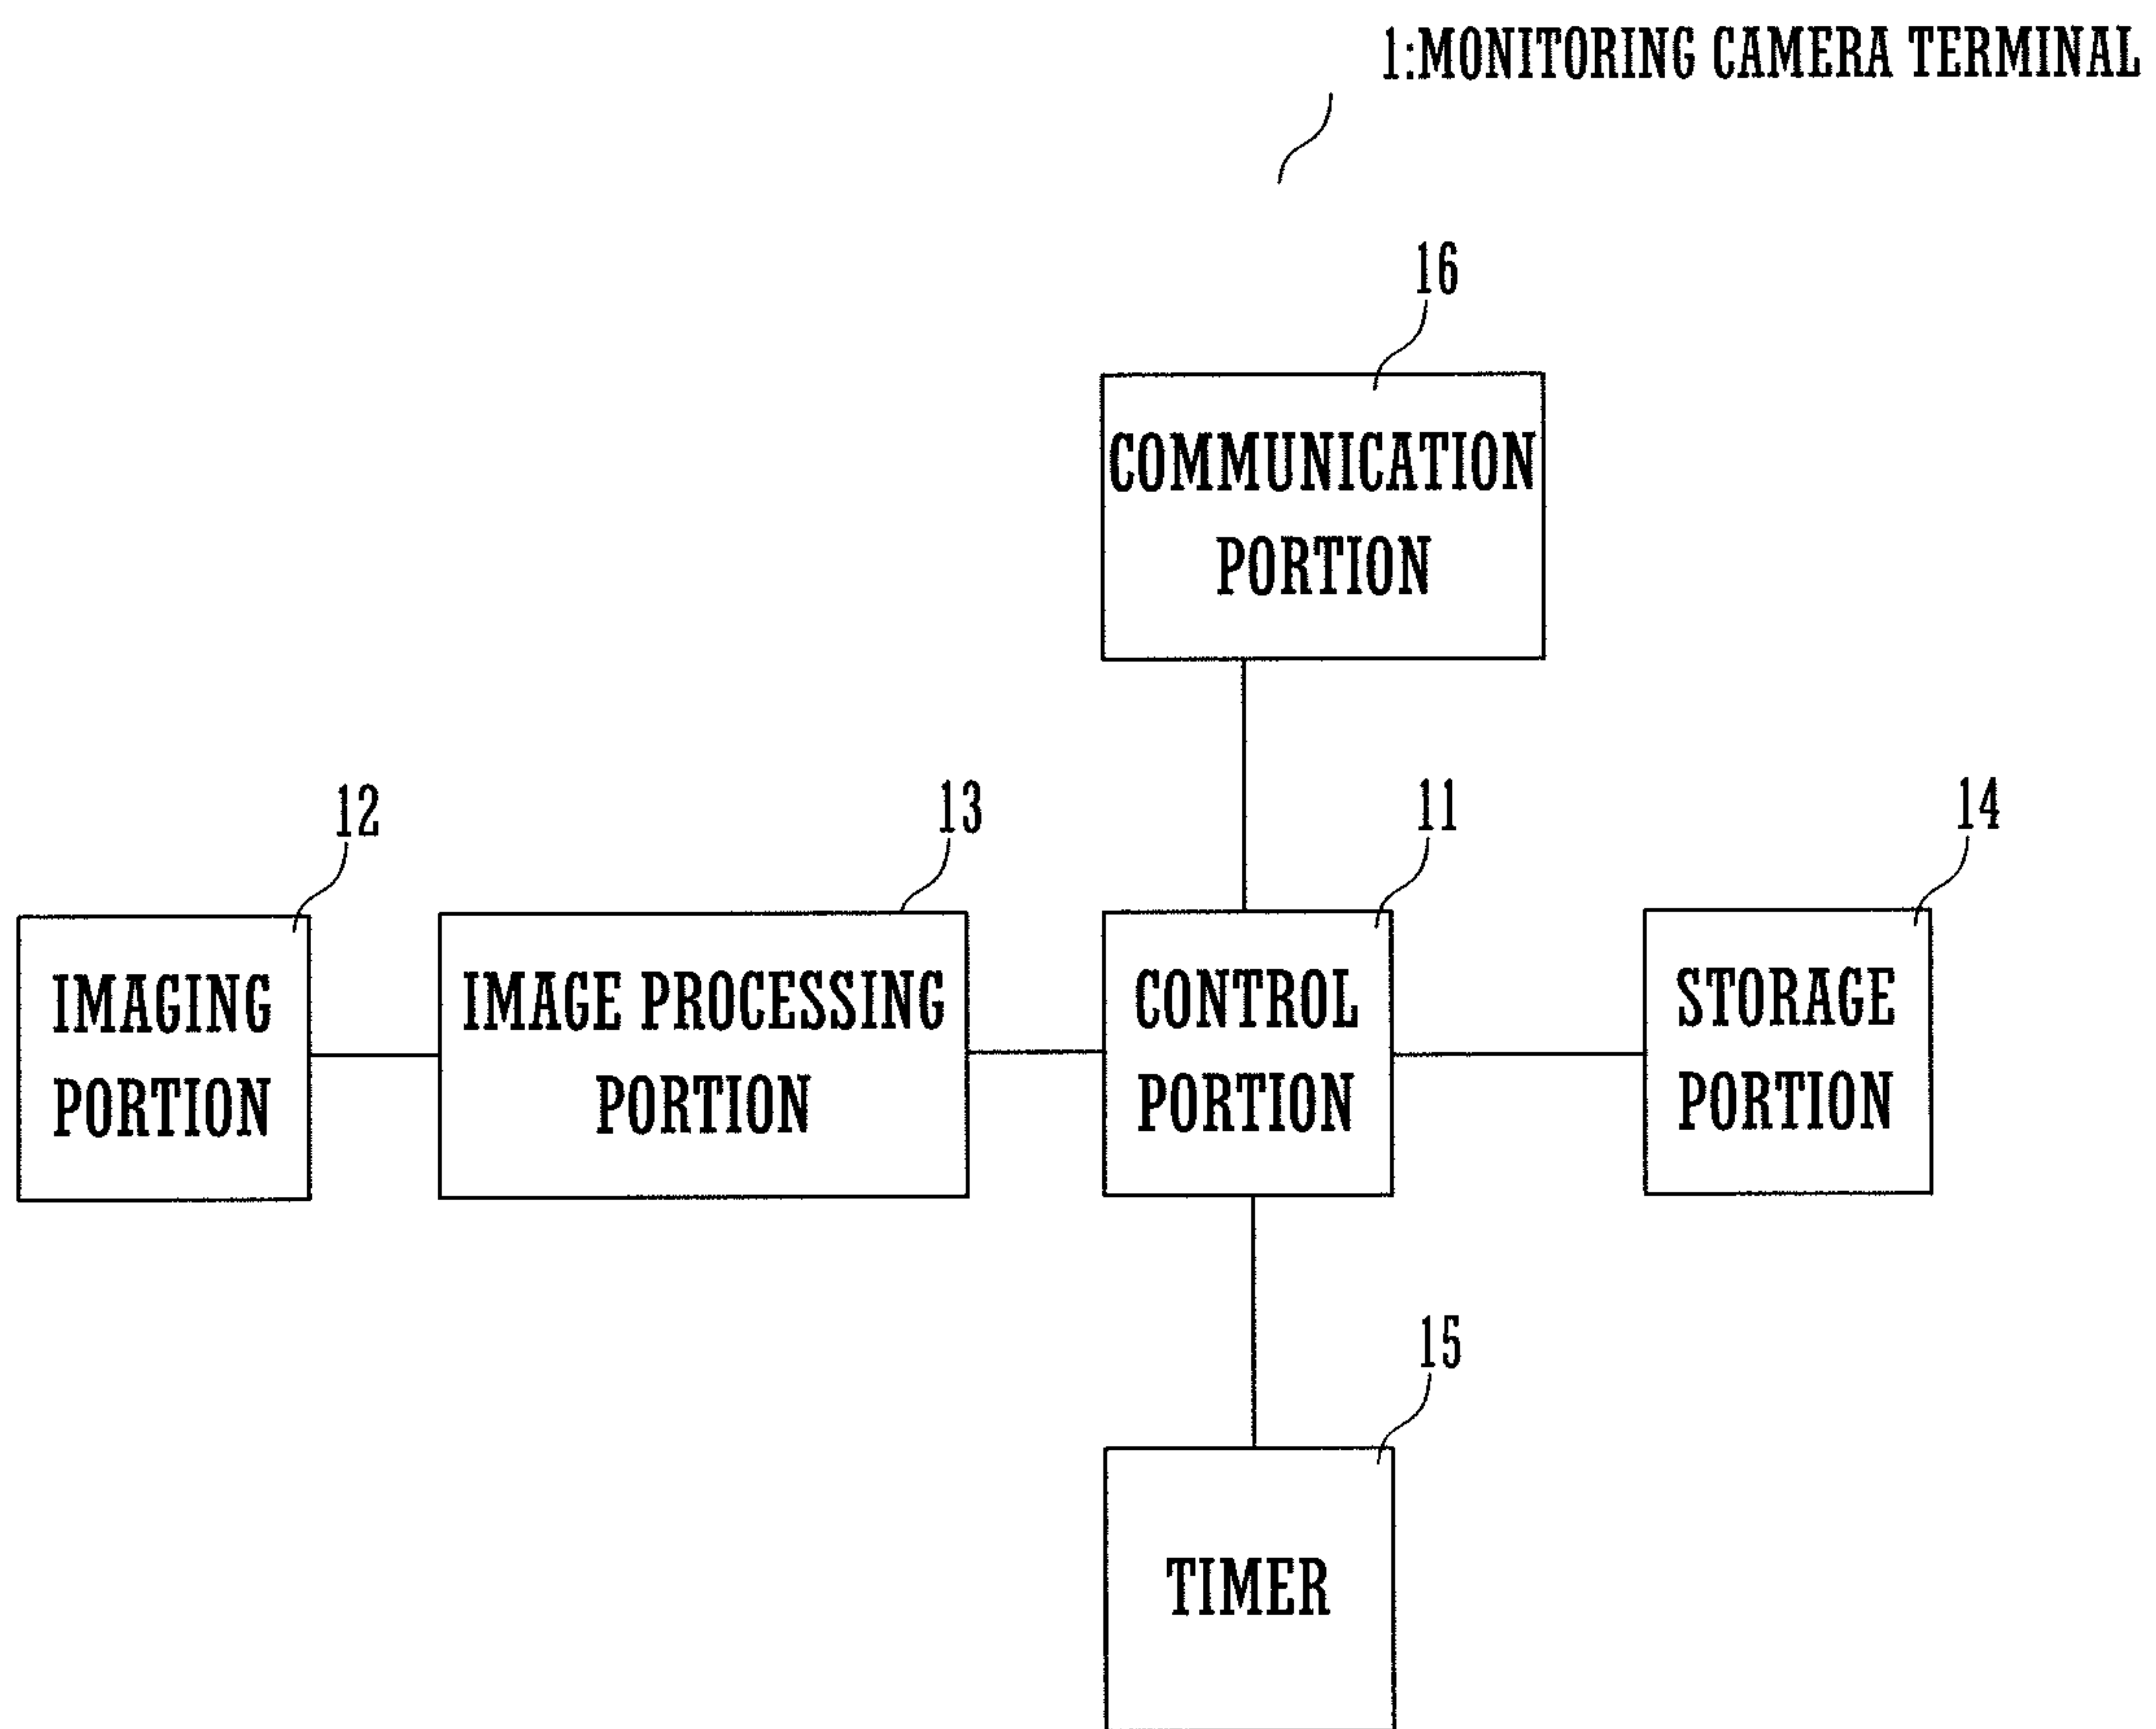 1:MONITORING CAMERA TERMINAL
16
COMMUNICATION
PORTION
12
13
11
14
IMAGING
PORTION
IMAGE PROCESSING
PORTION
CONTROL
PORTION
STORAGE
PORTION
15
TIMER